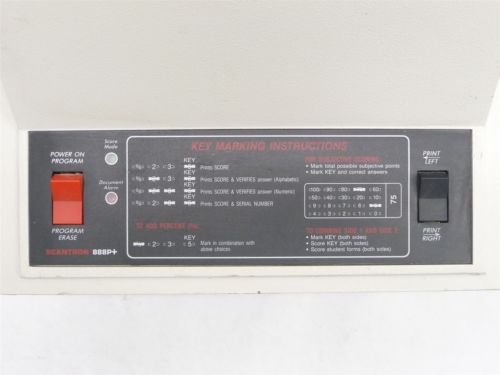 KEY MARKING INSTRUCTIONS
POWER ON
PROGRAM
PROGRAM
ERASE
SCANTRON 888P+
Score
Mode
Document
Alarm
KEY
Prints SCORE
KEY
Prints SCORE & VERIFIES answer (Alphabetic)
KEY
Prints SCORE & VERIFIES answer (Numeric)
KEY
Prints SCORE & SERIAL NUMBER
TO ADD PERCENT (%):
KEY
Mark in combination with
above choices
FOR SUBJECTIVE SCORING
• Mark total possible subjective points
• Mark KEY and correct answers
75
TO COMBINE SIDE 1 AND SIDE 2
• Mark KEY (both sides)
• Score KEY (both sides)
• Score student forms (both sides)
PRINT
LEFT
PRINT
RIGHT